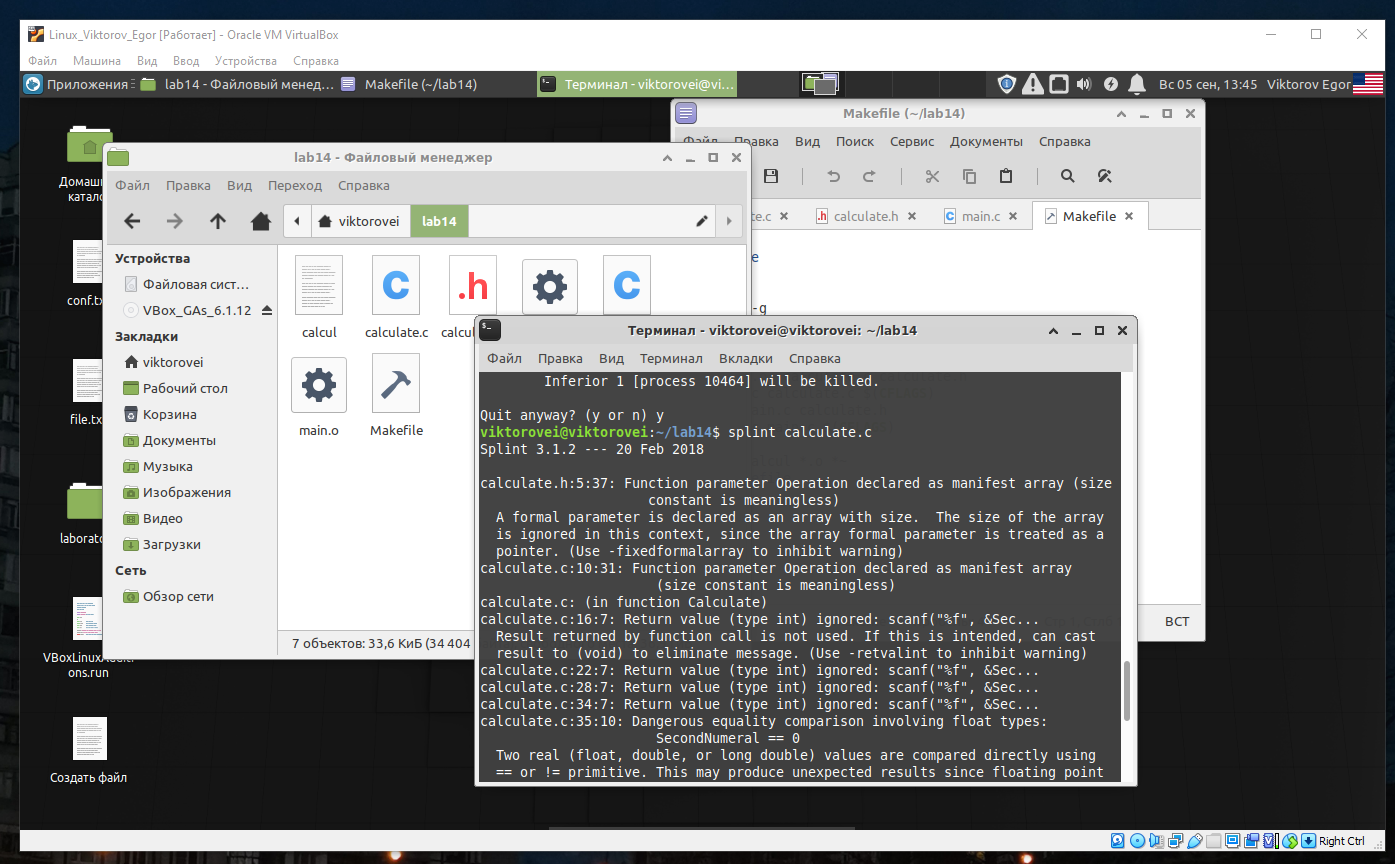 Linux_Viktorov_Egor [Работает] - Oracle VM VirtualBox
Файл Машина Вид Ввод Устройства Справка
Приложения lab14 - Файловый менед... Makefile (~/lab14) Терминал - viktorovei@vi... Вс 05 сен, 13:45 Viktorov Egor
Makefile (~/lab14)
Файл Правка Вид Поиск Сервис Документы Справка
te.c calculate.h main.c Makefile
e
-g
ВСТ
Домаш
катало
conf.tx
file.tx
laborato
VBoxLinuxAdditi
ons.run
Создать файл
lab14 - Файловый менеджер
Файл Правка Вид Переход Справка
viktorovei lab14
Устройства
Файловая сист...
VBox_GAs_6.1.12
Закладки
viktorovei
Рабочий стол
Корзина
Документы
Музыка
Изображения
Видео
Загрузки
Сеть
Обзор сети
calcul calculate.c calcul
main.o Makefile
7 объектов: 33,6 КиБ (34 404
Терминал - viktorovei@viktorovei: ~/lab14
Файл Правка Вид Терминал Вкладки Справка
Inferior 1 [process 10464] will be killed.
Quit anyway? (y or n) y
viktorovei@viktorovei:~/lab14$ splint calculate.c
Splint 3.1.2 --- 20 Feb 2018
calculate.h:5:37: Function parameter Operation declared as manifest array (size
constant is meaningless)
A formal parameter is declared as an array with size.  The size of the array
is ignored in this context, since the array formal parameter is treated as a
pointer. (Use -fixedformalarray to inhibit warning)
calculate.c:10:31: Function parameter Operation declared as manifest array
(size constant is meaningless)
calculate.c: (in function Calculate)
calculate.c:16:7: Return value (type int) ignored: scanf("%f", &Sec...
Result returned by function call is not used. If this is intended, can cast
result to (void) to eliminate message. (Use -retvalint to inhibit warning)
calculate.c:22:7: Return value (type int) ignored: scanf("%f", &Sec...
calculate.c:28:7: Return value (type int) ignored: scanf("%f", &Sec...
calculate.c:34:7: Return value (type int) ignored: scanf("%f", &Sec...
calculate.c:35:10: Dangerous equality comparison involving float types:
SecondNumeral == 0
Two real (float, double, or long double) values are compared directly using
== or != primitive. This may produce unexpected results since floating point
Right Ctrl